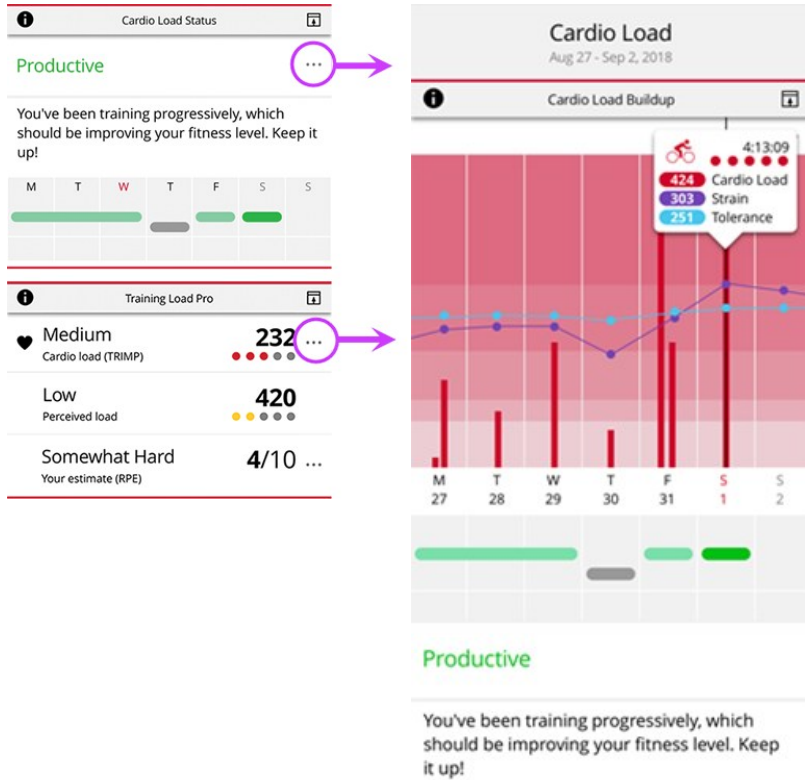 Cardio Load Status
Productive
...
You've been training progressively, which
should be improving your fitness level. Keep it
up!
M T W T F S S
Training Load Pro
Medium 232 ...
Cardio load (TRIMP)
Low 420
Perceived load
Somewhat Hard 4/10 ...
Your estimate (RPE)
Cardio Load
Aug 27 - Sep 2, 2018
Cardio Load Buildup
4:13:09
424 Cardio Load
303 Strain
251 Tolerance
M T W T F S S
27 28 29 30 31 1 2
Productive
You've been training progressively, which
should be improving your fitness level. Keep
it up!